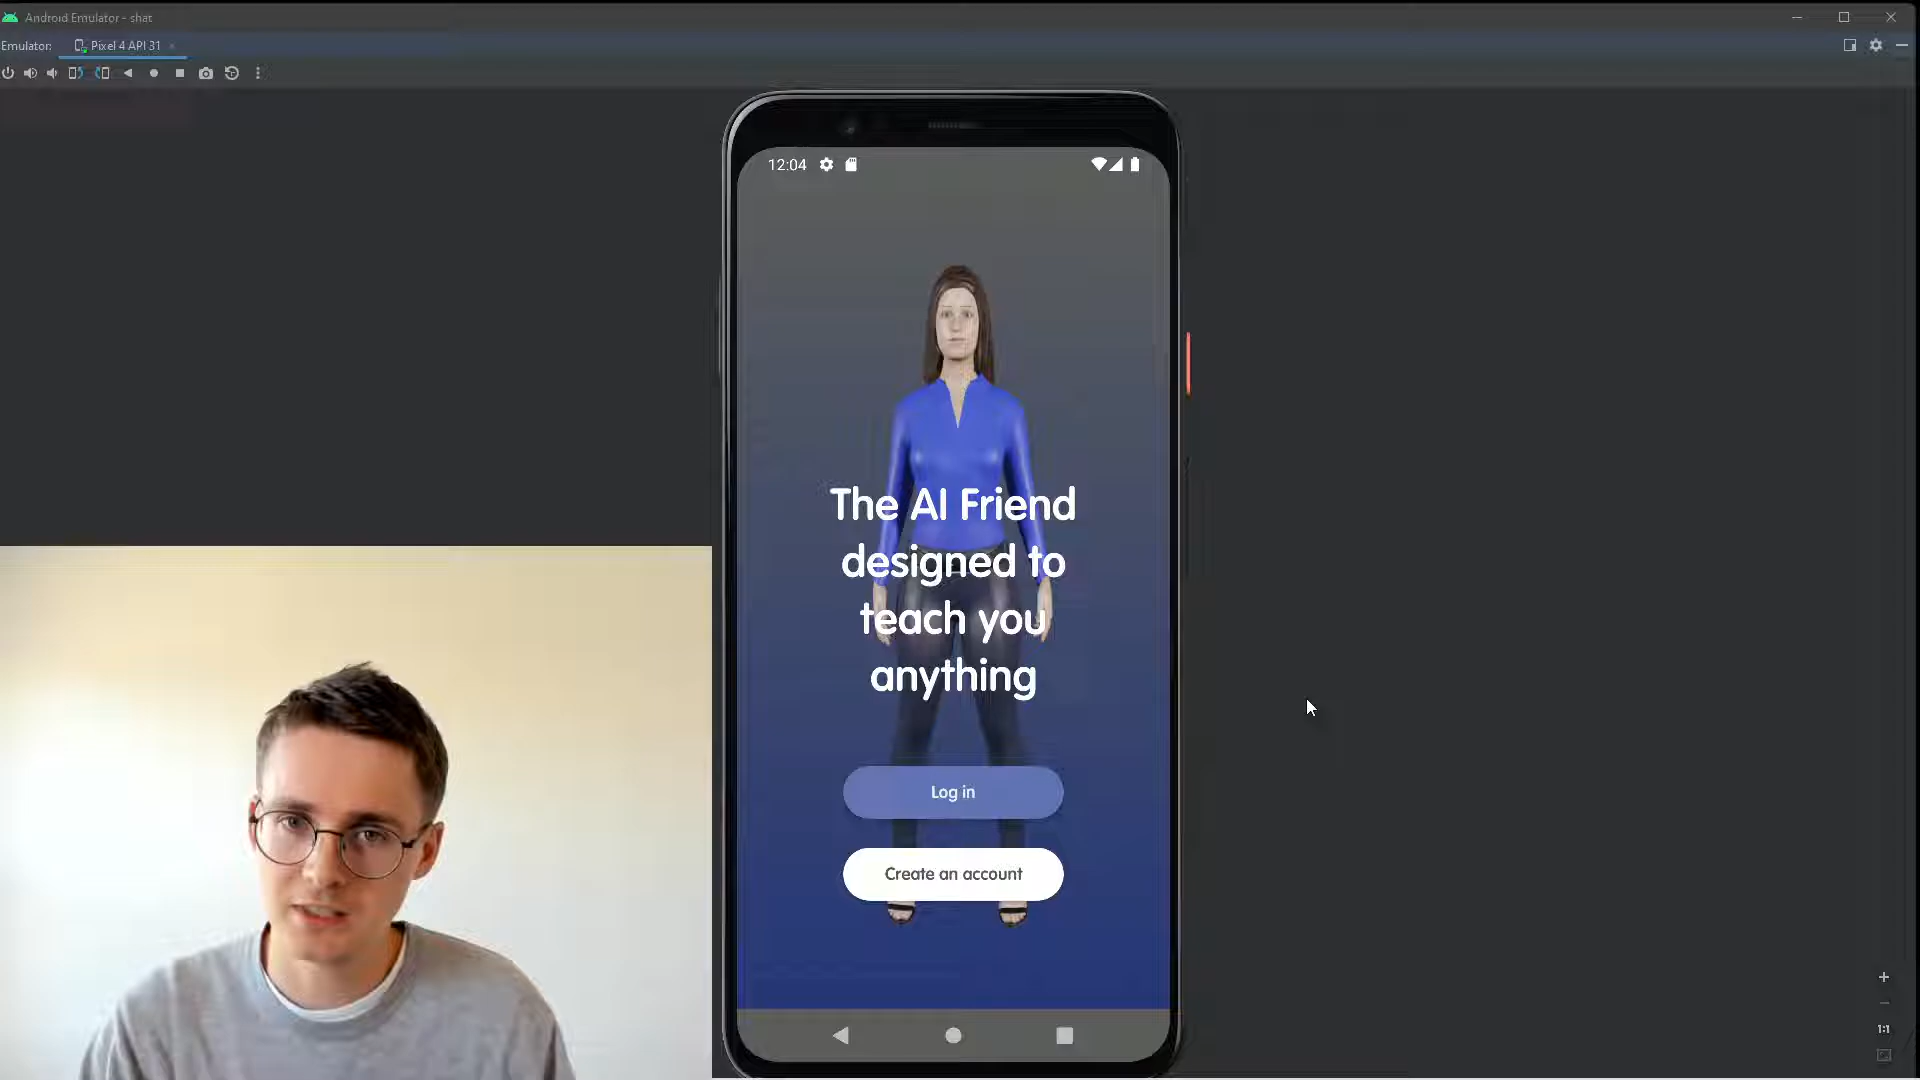 Android Emulator - shat
Emulator:
Pixel 4 API 31
12:04
The AI Friend
designed to
teach you
anything
Log in
Create an account
1:1